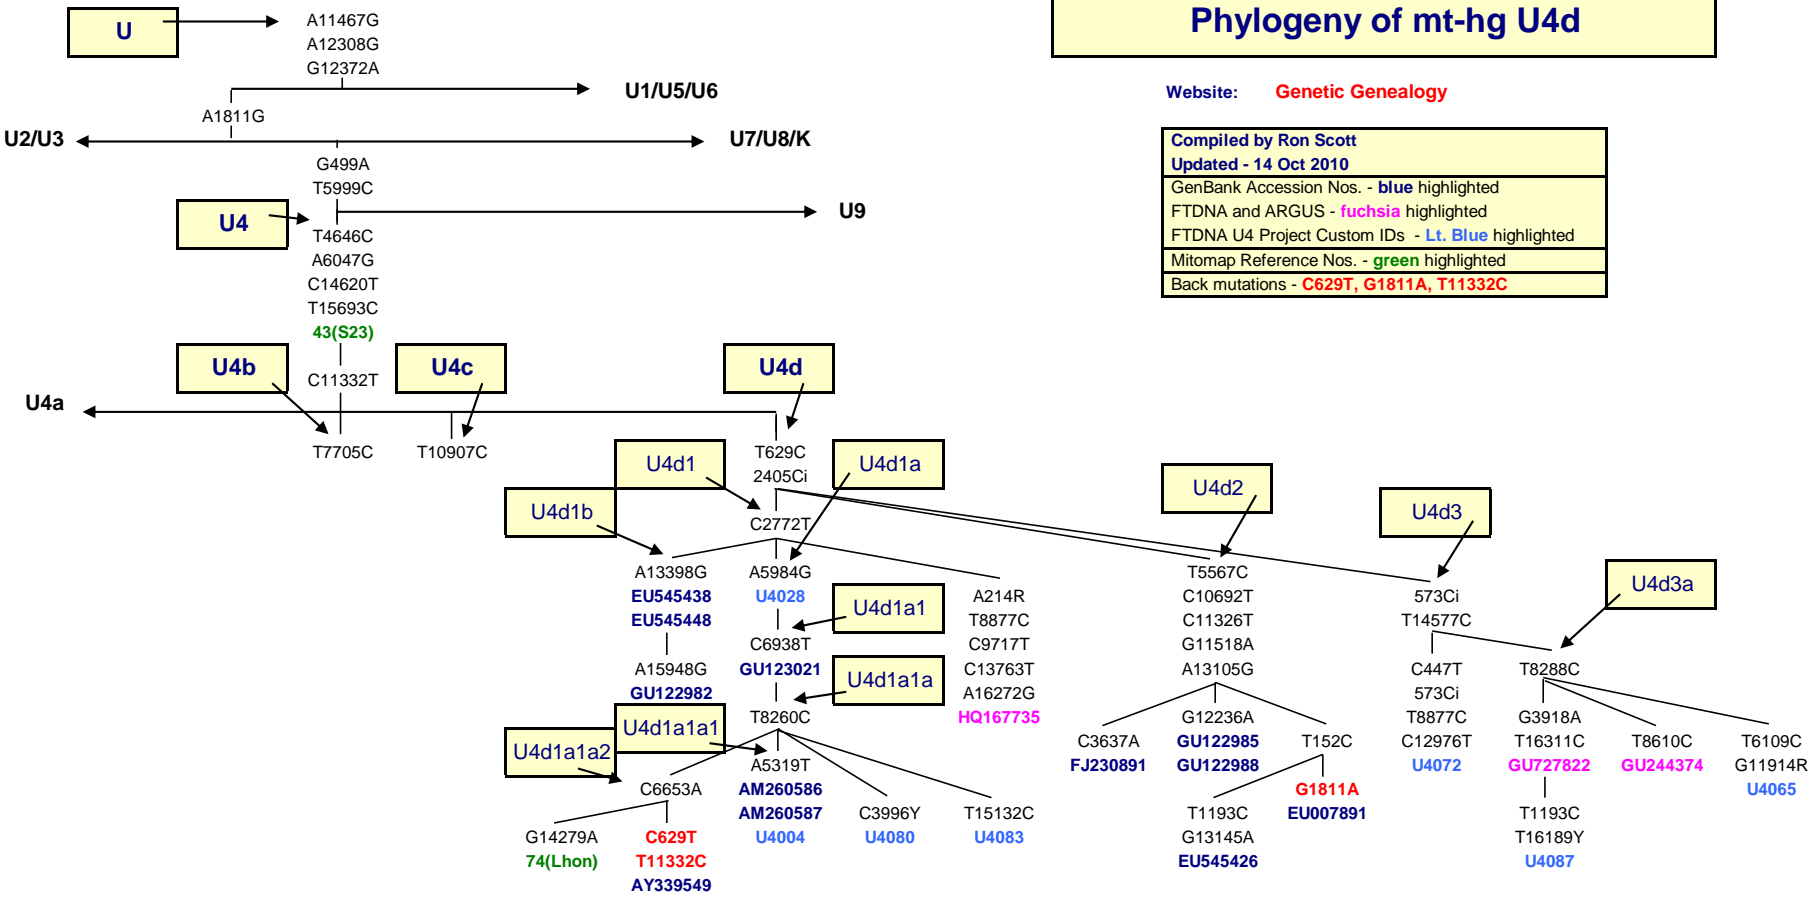 Phylogeny of mt-hg U4d
U
A11467G
A12308G
G12372A
U1/U5/U6
Website: Genetic Genealogy
A1811G
U2/U3
U7/U8/K
Compiled by Ron Scott
Updated - 14 Oct 2010
GenBank Accession Nos. - blue highlighted
FTDNA and ARGUS - fuchsia highlighted
FTDNA U4 Project Custom IDs - Lt. Blue highlighted
Mitomap Reference Nos. - green highlighted
Back mutations - C629T, G1811A, T11332C
G499A
T5999C
U9
U4
T4646C
A6047G
C14620T
T15693C
43(S23)
U4b
C11332T
U4c
U4d
U4a
T7705C
T10907C
T629C
2405Ci
U4d1
U4d1a
U4d2
U4d3
U4d1b
C2772T
A13398G
EU545438
EU545448
A15948G
GU122982
A5984G
U4028
U4d1a1
C6938T
GU123021
U4d1a1a
T8260C
A214R
T8877C
C9717T
C13763T
A16272G
HQ167735
U4d1a1a1
U4d1a1a2
C6653A
G14279A
74(Lhon)
C629T
T11332C
AY339549
A5319T
AM260586
AM260587
U4004
C3996Y
U4080
T15132C
U4083
T5567C
C10692T
C11326T
G11518A
A13105G
C3637A
FJ230891
G12236A
GU122985
GU122988
T152C
G1811A
EU007891
T1193C
G13145A
EU545426
573Ci
T14577C
U4d3a
C447T
573Ci
T8877C
C12976T
U4072
T8288C
G3918A
T16311C
GU727822
T1193C
T16189Y
U4087
T8610C
GU244374
T6109C
G11914R
U4065